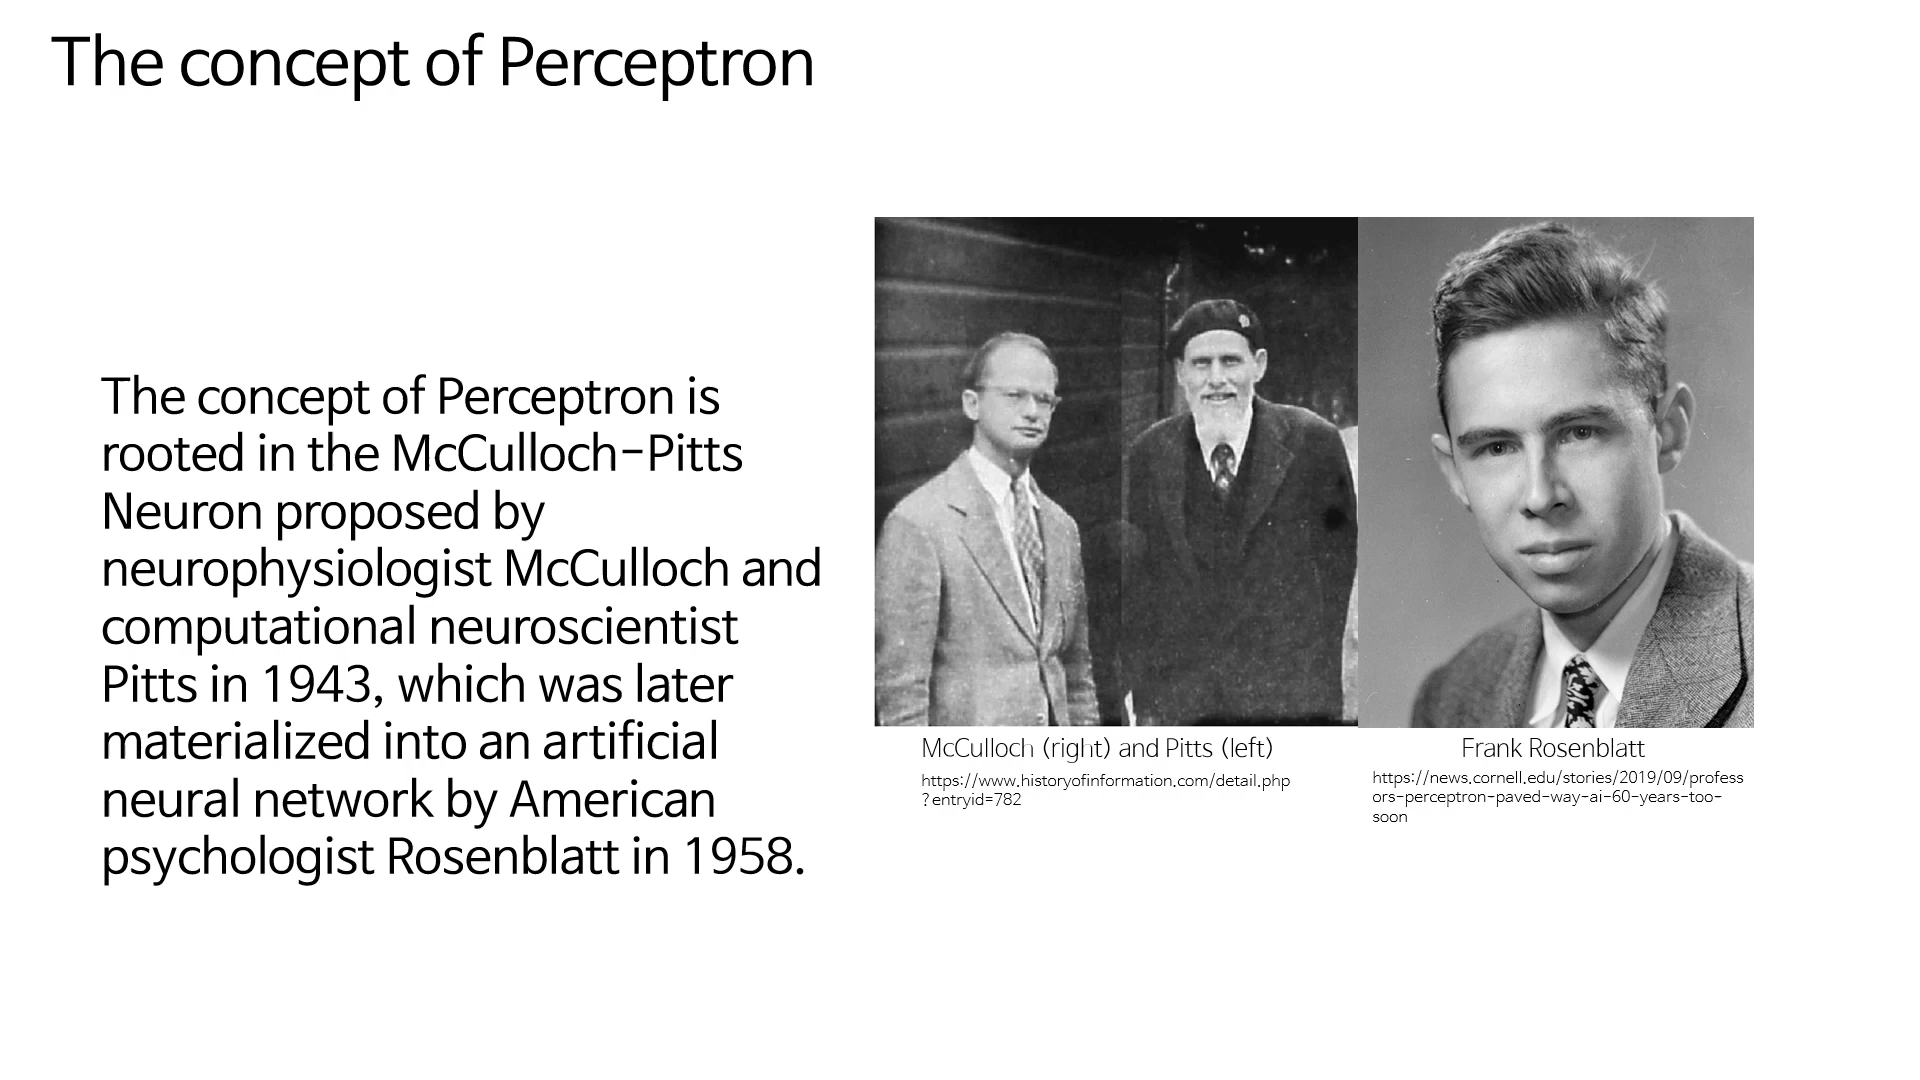 The concept of Perceptron
The concept of Perceptron is
rooted in the McCulloch-Pitts
Neuron proposed by
neurophysiologist McCulloch and
computational neuroscientist
Pitts in 1943, which was later
materialized into an artificial
neural network by American
psychologist Rosenblatt in 1958.
McCulloch (right) and Pitts (left)
https://www.historyofinformation.com/detail.php
?entryid=782
Frank Rosenblatt
https://news.cornell.edu/stories/2019/09/profess
ors-perceptron-paved-way-ai-60-years-too-
soon